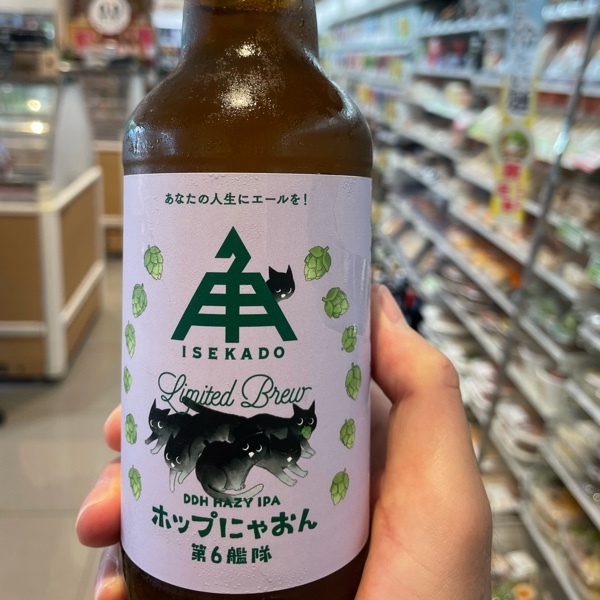 あなたの人生にエールを!
ISEKADO
Limited Brew
DDH HAZY IPA
ホップにゃおん
第6艦隊